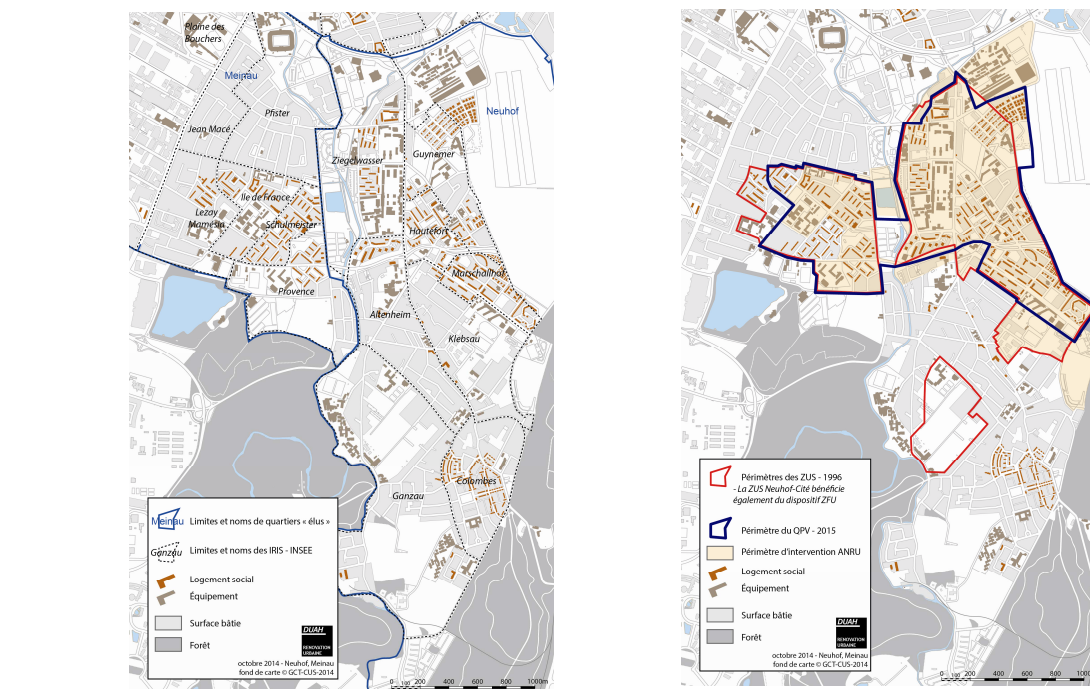 Plaine des
Bouchers
Meinau
Pfister
Jean Macé
Neuhof
Ziegelwasser
Guynemer
Ile de France
Lezay
Marnésia
Schulmeister
Hautefort
Marschallhof
Provence
Altenheim
Klebsau
Colombes
Ganzau
Meinau
Limites et noms de quartiers « élus »
Ganzau
Limites et noms des IRIS - INSEE
Logement social
Équipement
Surface bâtie
Forêt
DUAH
RENOVATION
URBAINE
octobre 2014 - Neuhof, Meinau
fond de carte © GCT-CUS-2014
0 100 200 400 600 800 1000m
Périmètres des ZUS - 1996
- La ZUS Neuhof-Cité bénéficie
également du dispositif ZFU
Périmètre du QPV - 2015
Périmètre d'intervention ANRU
Logement social
Équipement
Surface bâtie
Forêt
DUAH
RENOVATION
URBAINE
octobre 2014 - Neuhof, Meinau
fond de carte © GCT-CUS-2014
0 100 200 400 600 800